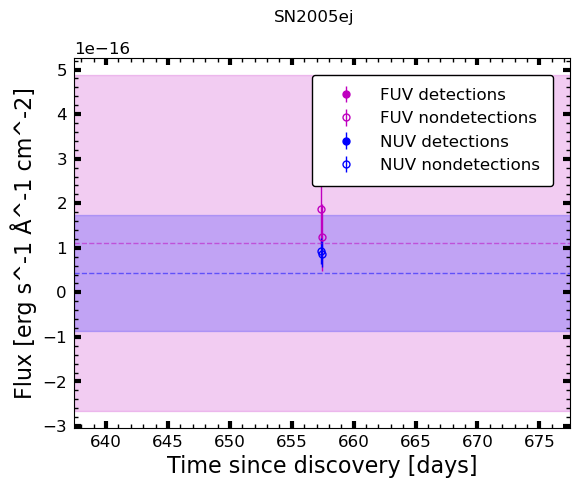 SN2005ej
1e−16
Flux [erg s^-1 Å^-1 cm^-2]
5
4
3
2
1
0
−1
−2
−3
FUV detections
FUV nondetections
NUV detections
NUV nondetections
640 645 650 655 660 665 670 675
Time since discovery [days]